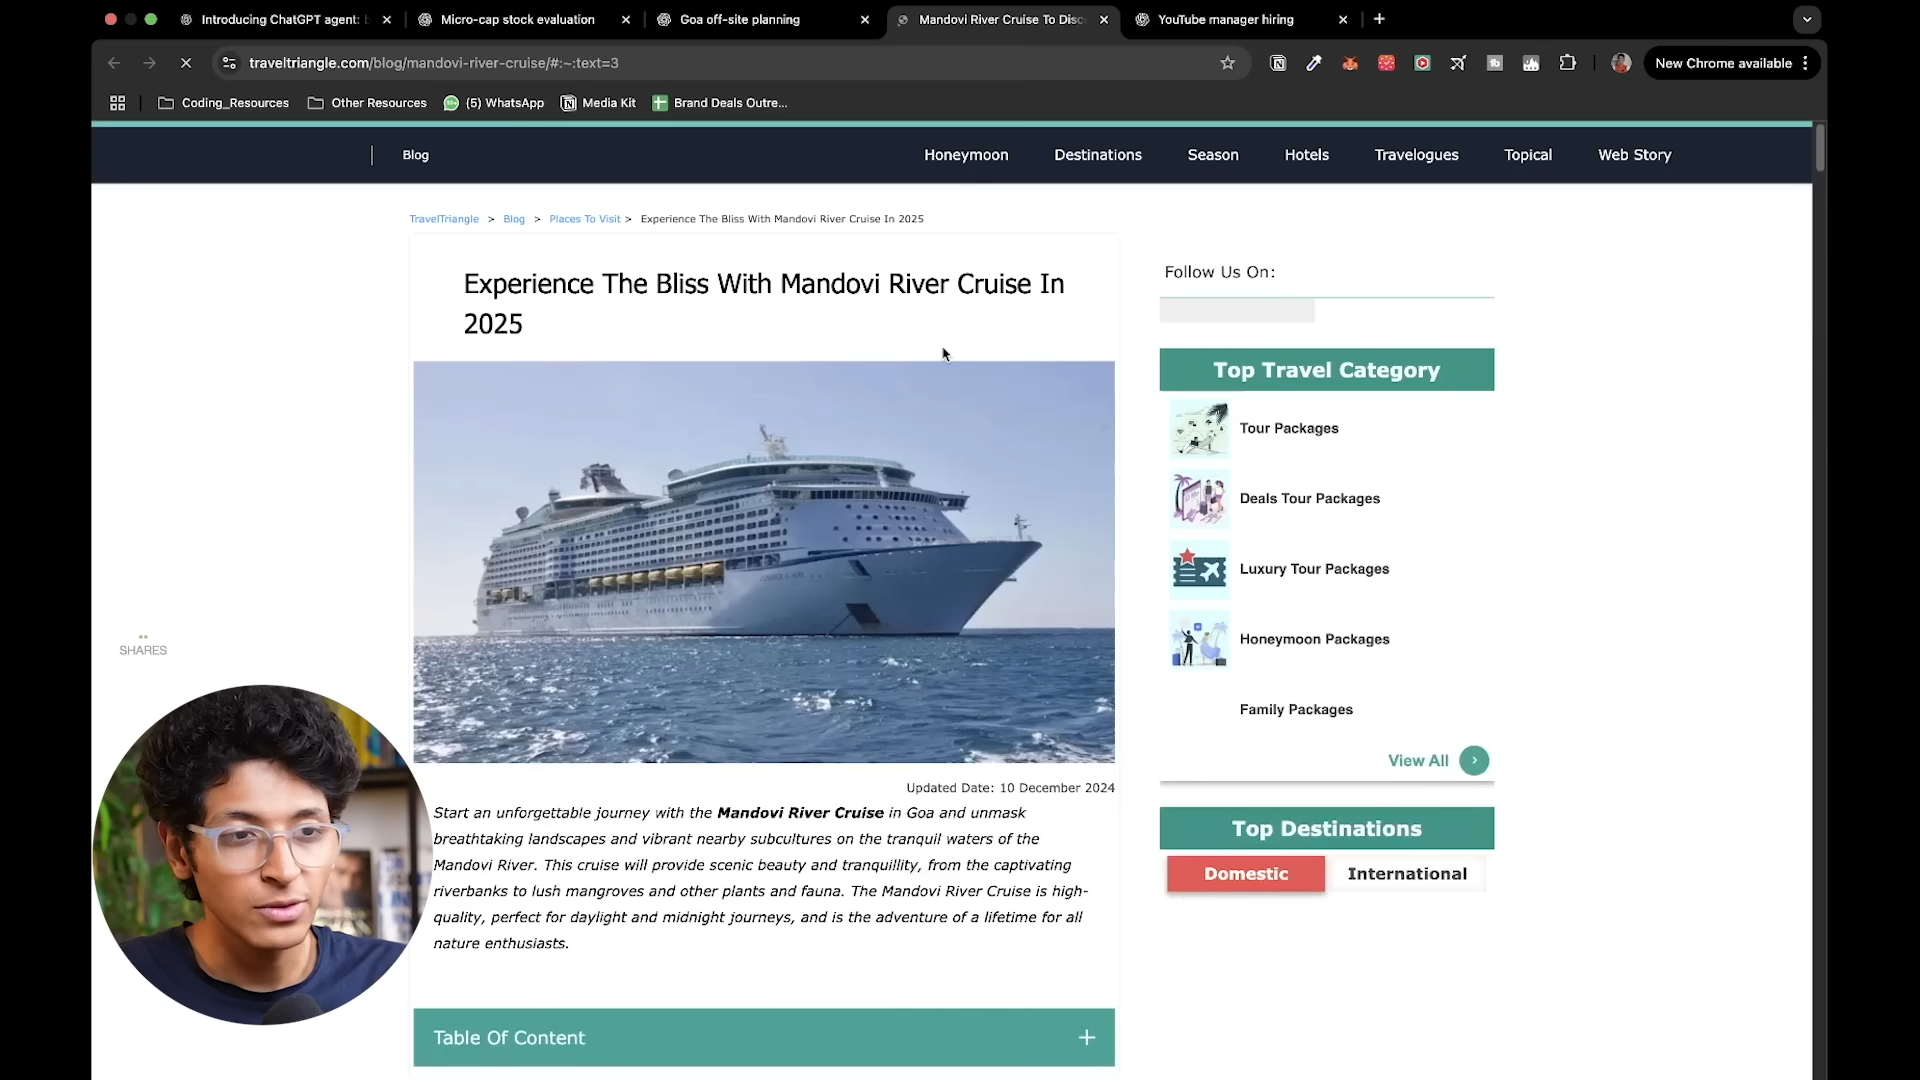 Introducing ChatGPT agent: b
Micro-cap stock evaluation
Goa off-site planning
Mandovi River Cruise To Disc
YouTube manager hiring
traveltriangle.com/blog/mandovi-river-cruise/#:~:text=3
New Chrome available
Coding_Resources
Other Resources
(5) WhatsApp
Media Kit
Brand Deals Outre...
Blog
Honeymoon
Destinations
Season
Hotels
Travelogues
Topical
Web Story
TravelTriangle > Blog > Places To Visit > Experience The Bliss With Mandovi River Cruise In 2025
Experience The Bliss With Mandovi River Cruise In
2025
Updated Date: 10 December 2024
Start an unforgettable journey with the Mandovi River Cruise in Goa and unmask
breathtaking landscapes and vibrant nearby subcultures on the tranquil waters of the
Mandovi River. This cruise will provide scenic beauty and tranquillity, from the captivating
riverbanks to lush mangroves and other plants and fauna. The Mandovi River Cruise is high-
quality, perfect for daylight and midnight journeys, and is the adventure of a lifetime for all
nature enthusiasts.
Table Of Content
SHARES
Follow Us On:
Top Travel Category
Tour Packages
Deals Tour Packages
Luxury Tour Packages
Honeymoon Packages
Family Packages
View All
Top Destinations
Domestic
International